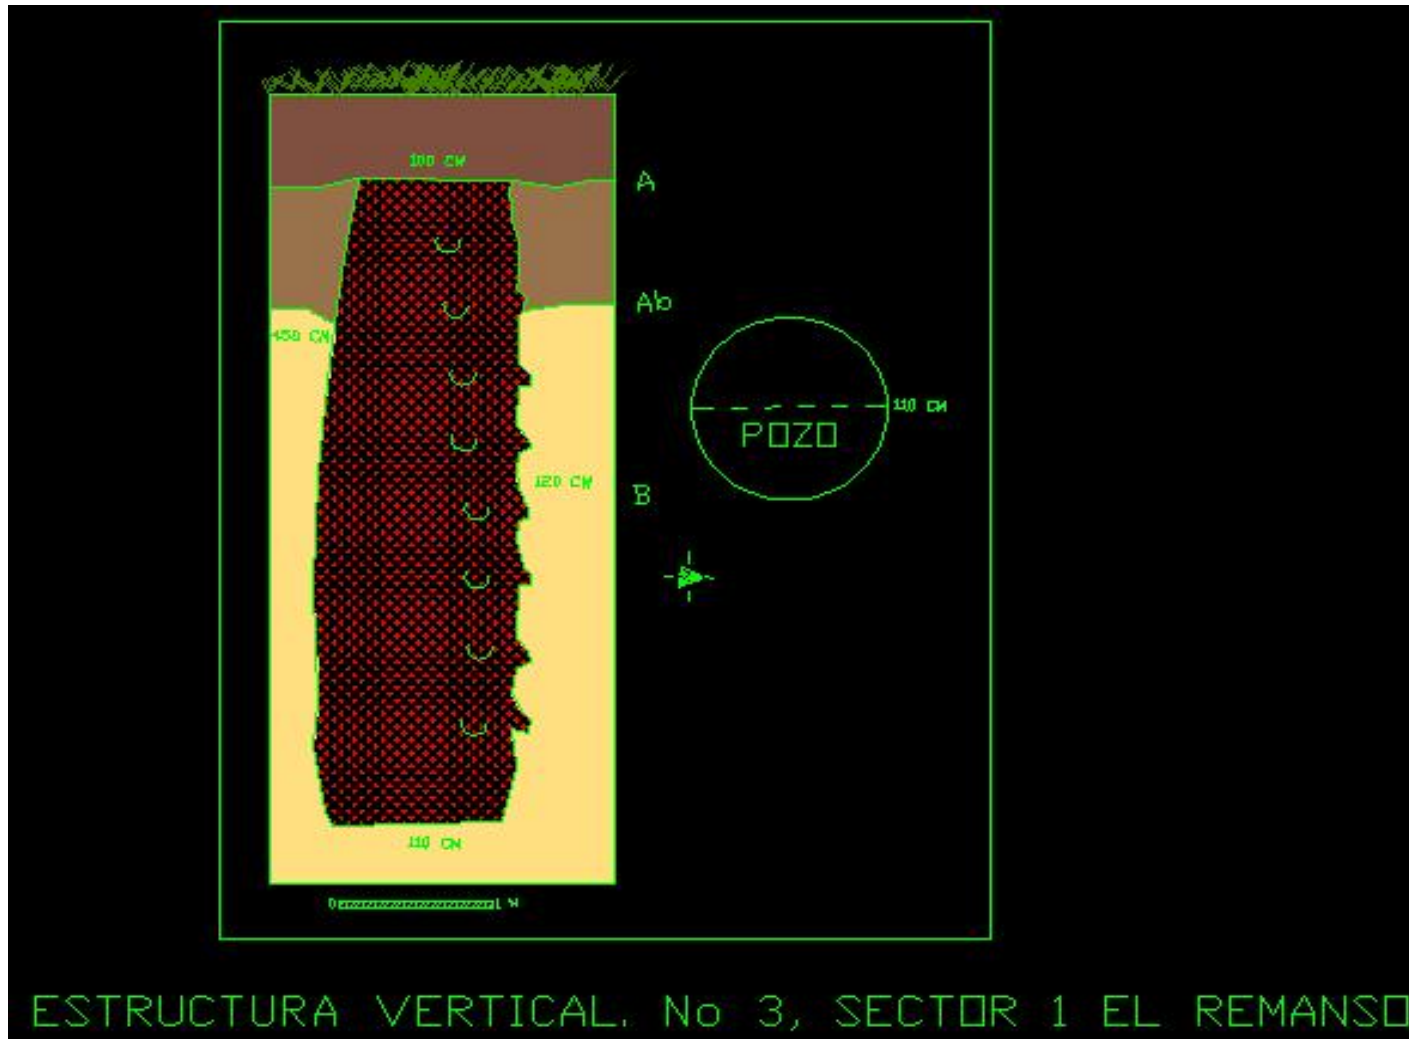 100 CM
A
Ab
450 CM
110 CM
POZO
120 CM
B
110 CM
0 1 M
ESTRUCTURA VERTICAL. No 3, SECTOR 1 EL REMANSO